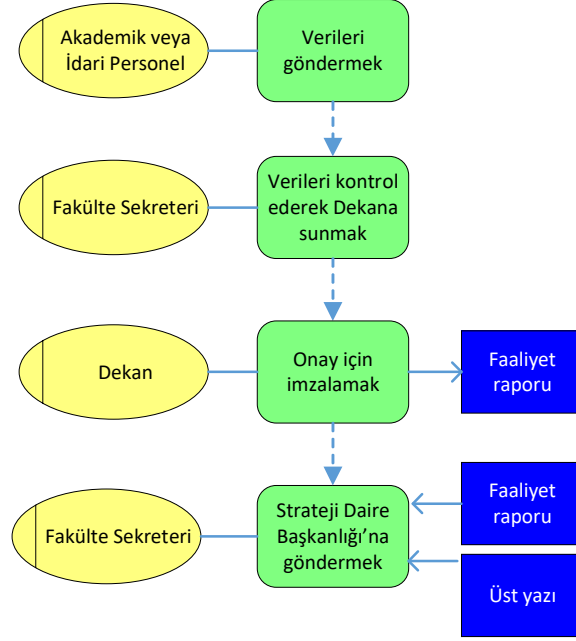 Akademik veya
İdari Personel
Verileri
göndermek
Fakülte Sekreteri
Verileri kontrol
ederek Dekana
sunmak
Dekan
Onay için
imzalamak
Faaliyet
raporu
Fakülte Sekreteri
Strateji Daire
Başkanlığı’na
göndermek
Faaliyet
raporu
Üst yazı